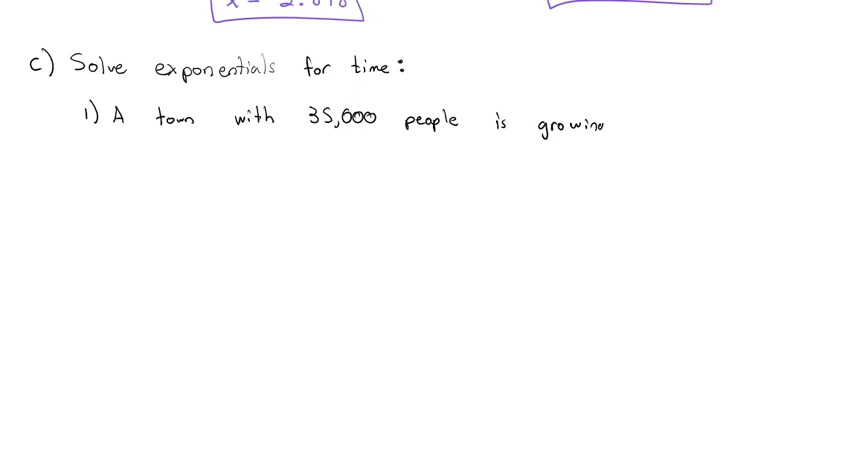 c) Solve exponentials for time:
1) A town with 35,000 people is growing